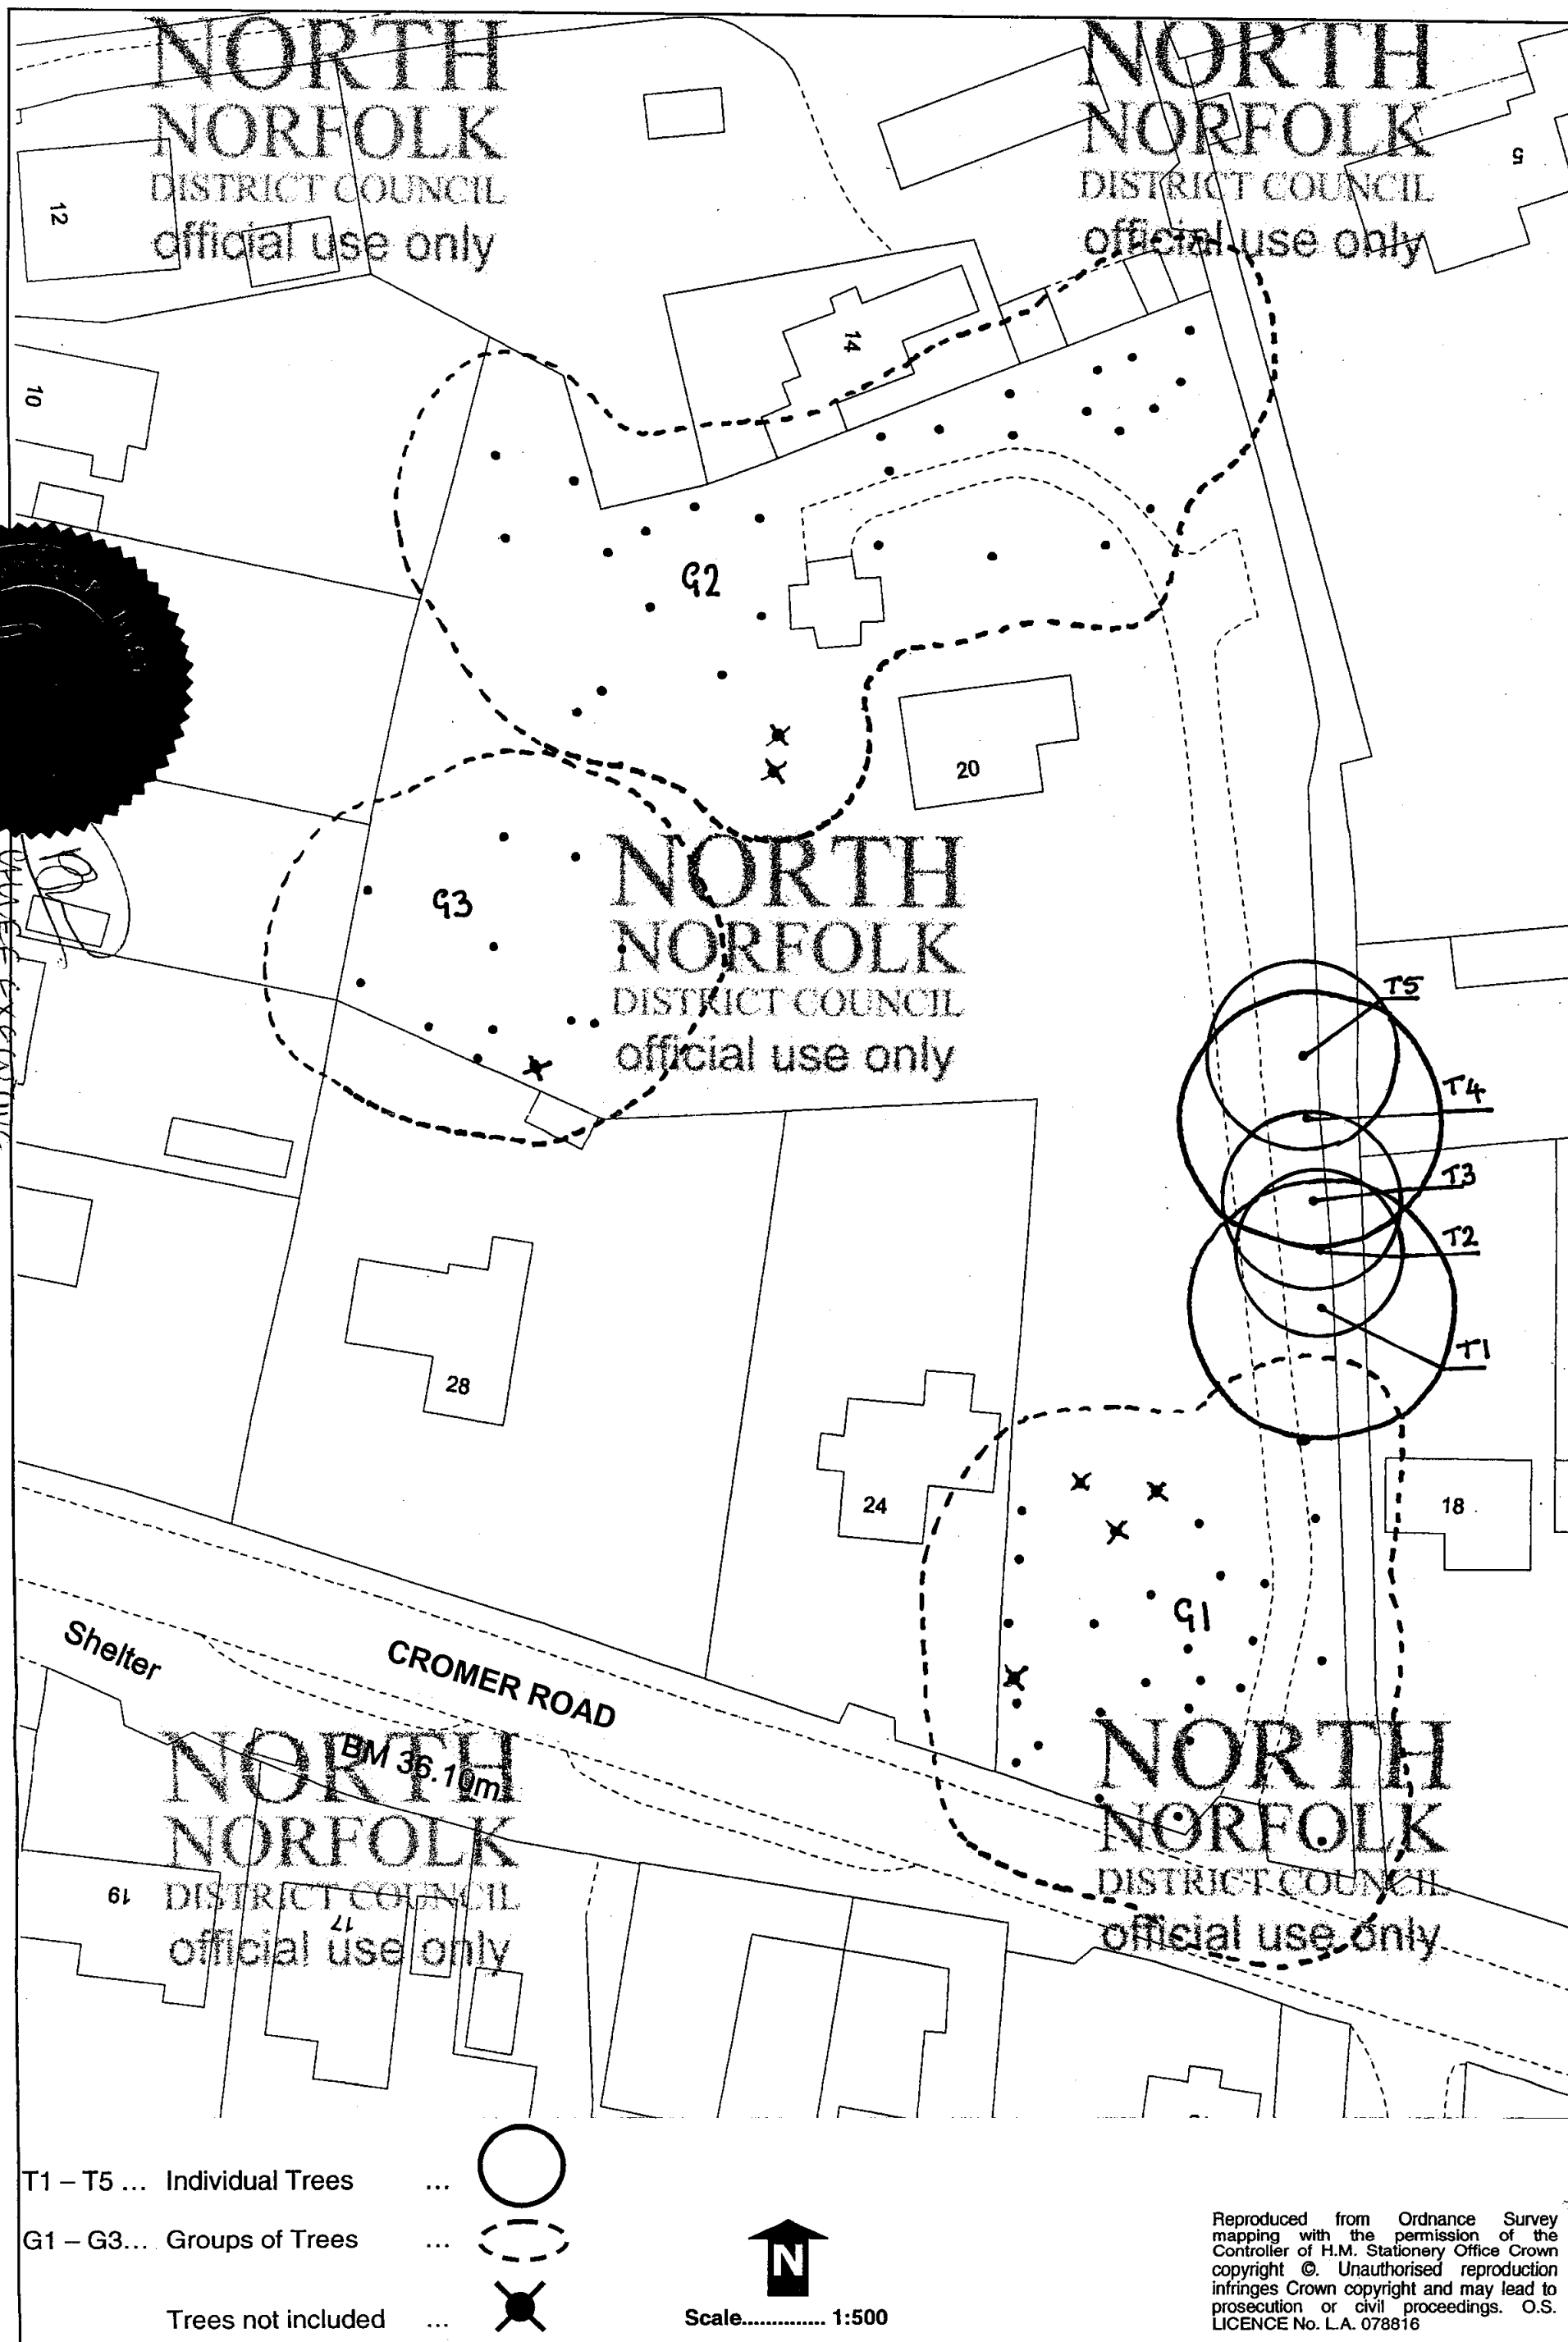 NORTH
NORFOLK
DISTRICT COUNCIL
official use only
NORTH
NORFOLK
DISTRICT COUNCIL
official use only
5
12
14
10
G2
20
G3
NORTH
NORFOLK
DISTRICT COUNCIL
official use only
T5
T4
T3
T2
T1
28
24
18
G1
Shelter
CROMER ROAD
BM 36.10m
NORTH
NORFOLK
DISTRICT COUNCIL
official use only
NORTH
NORFOLK
DISTRICT COUNCIL
official use only
19
17
T1 – T5 ... Individual Trees ...
G1 – G3... Groups of Trees ...
Trees not included ...
N
Scale............... 1:500
Reproduced from Ordnance Survey
mapping with the permission of the
Controller of H.M. Stationery Office Crown
copyright ©. Unauthorised reproduction
infringes Crown copyright and may lead to
prosecution or civil proceedings. O.S.
LICENCE No. L.A. 078816